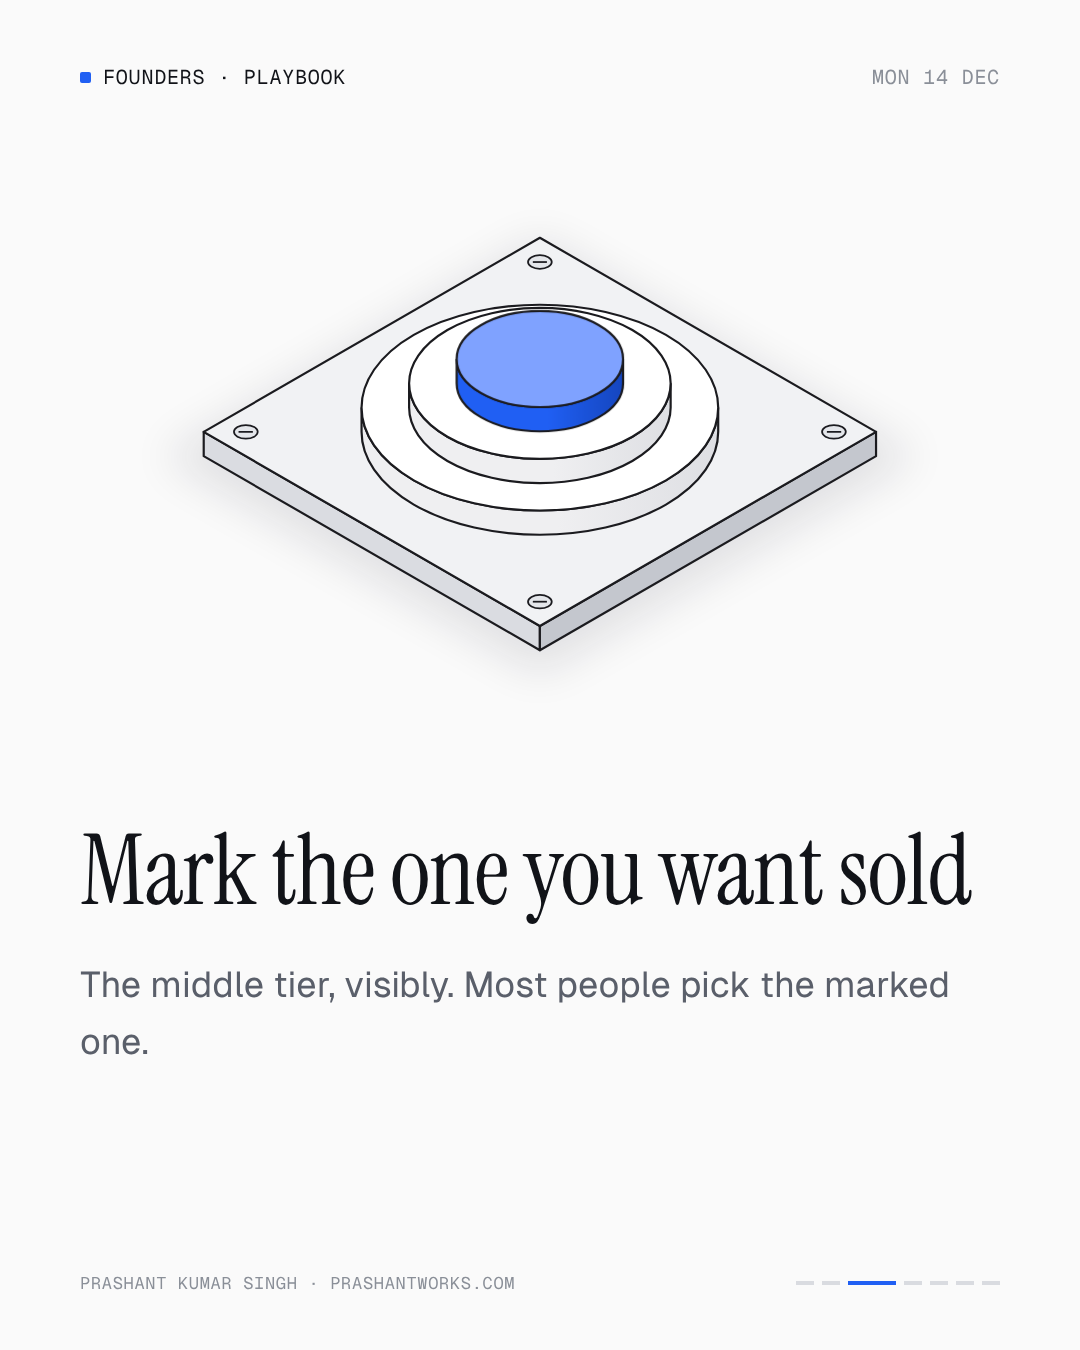 FOUNDERS · PLAYBOOK
MON 14 DEC
Mark the one you want sold
The middle tier, visibly. Most people pick the marked
one.
PRASHANT KUMAR SINGH · PRASHANTWORKS.COM